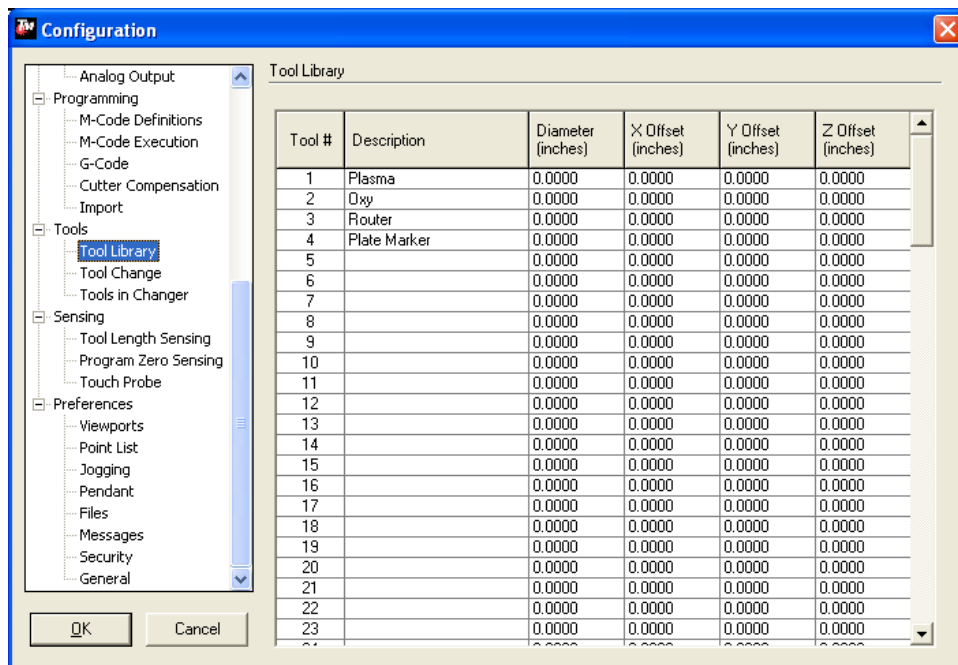 Configuration
Analog Output
Programming
M-Code Definitions
M-Code Execution
G-Code
Cutter Compensation
Import
Tools
Tool Library
Tool Change
Tools in Changer
Sensing
Tool Length Sensing
Program Zero Sensing
Touch Probe
Preferences
Viewports
Point List
Jogging
Pendant
Files
Messages
Security
General
OK Cancel
Tool Library
Tool # Description Diameter (inches) X Offset (inches) Y Offset (inches) Z Offset (inches)
1 Plasma 0.0000 0.0000 0.0000 0.0000
2 Oxy 0.0000 0.0000 0.0000 0.0000
3 Router 0.0000 0.0000 0.0000 0.0000
4 Plate Marker 0.0000 0.0000 0.0000 0.0000
5 0.0000 0.0000 0.0000 0.0000
6 0.0000 0.0000 0.0000 0.0000
7 0.0000 0.0000 0.0000 0.0000
8 0.0000 0.0000 0.0000 0.0000
9 0.0000 0.0000 0.0000 0.0000
10 0.0000 0.0000 0.0000 0.0000
11 0.0000 0.0000 0.0000 0.0000
12 0.0000 0.0000 0.0000 0.0000
13 0.0000 0.0000 0.0000 0.0000
14 0.0000 0.0000 0.0000 0.0000
15 0.0000 0.0000 0.0000 0.0000
16 0.0000 0.0000 0.0000 0.0000
17 0.0000 0.0000 0.0000 0.0000
18 0.0000 0.0000 0.0000 0.0000
19 0.0000 0.0000 0.0000 0.0000
20 0.0000 0.0000 0.0000 0.0000
21 0.0000 0.0000 0.0000 0.0000
22 0.0000 0.0000 0.0000 0.0000
23 0.0000 0.0000 0.0000 0.0000